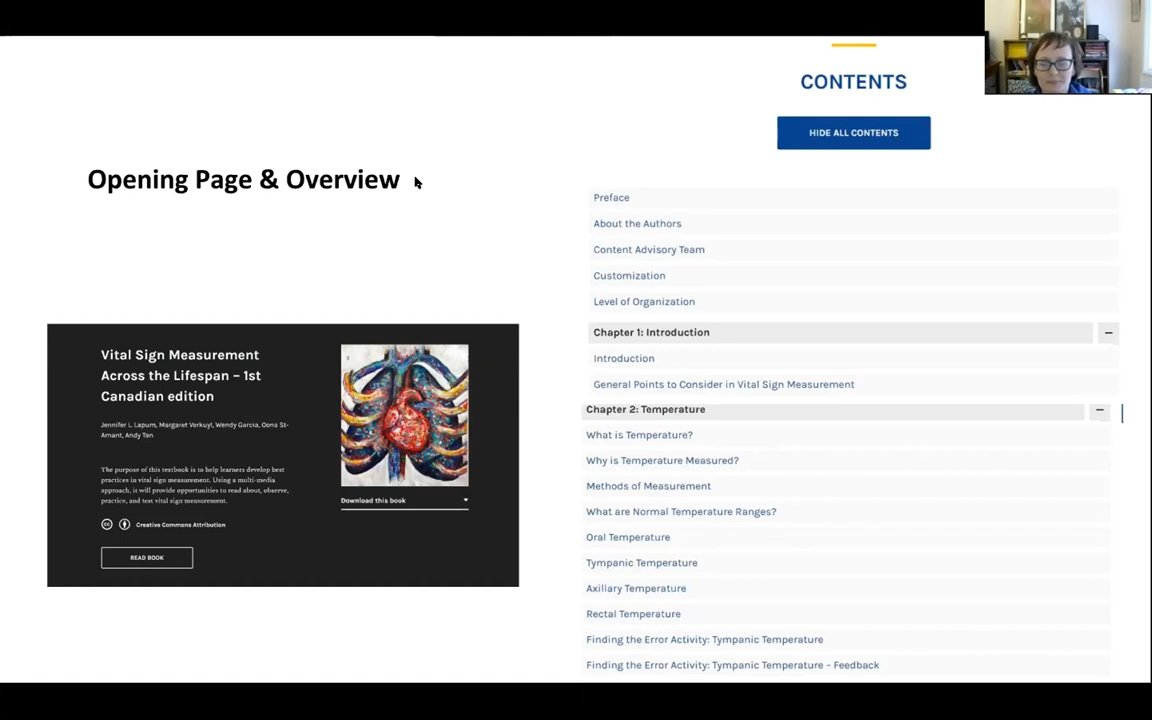 Opening Page & Overview
Vital Sign Measurement
Across the Lifespan – 1st
Canadian edition
Jennifer L. Lapum, Margaret Verkuyl, Wendy Garcia, Oona St-
Amant, Andy Tan
The purpose of this textbook is to help learners develop best
practices in vital sign measurement. Using a multi-media
approach, it will provide opportunities to read about, observe,
practice, and test vital sign measurement.
Creative Commons Attribution
READ BOOK
Download this book
CONTENTS
HIDE ALL CONTENTS
Preface
About the Authors
Content Advisory Team
Customization
Level of Organization
Chapter 1: Introduction
Introduction
General Points to Consider in Vital Sign Measurement
Chapter 2: Temperature
What is Temperature?
Why is Temperature Measured?
Methods of Measurement
What are Normal Temperature Ranges?
Oral Temperature
Tympanic Temperature
Axillary Temperature
Rectal Temperature
Finding the Error Activity: Tympanic Temperature
Finding the Error Activity: Tympanic Temperature – Feedback